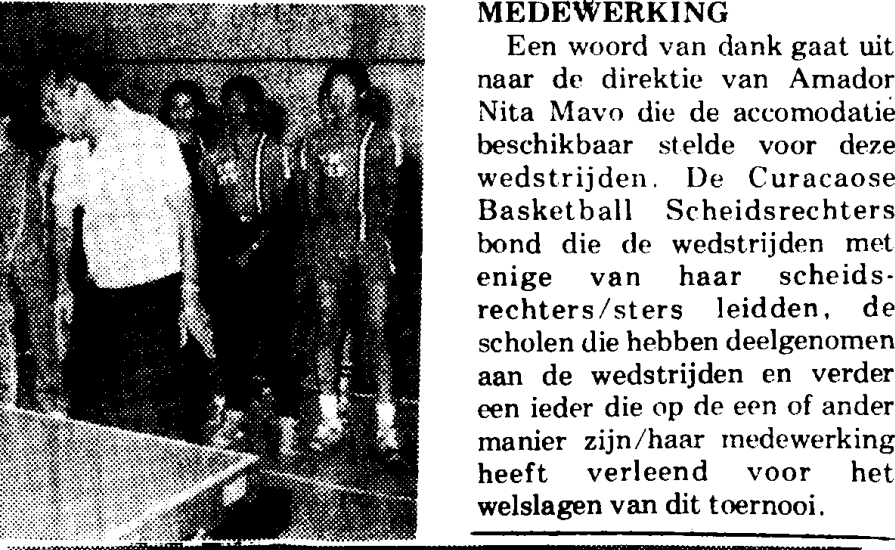 MEDEWERKING
Een woord van dank gaat uit
naar de direktie van Amador
Nita Mavo die de accomodatie
beschikbaar stelde voor deze
wedstrijden. De Curacaose
Basketball Scheidsrechters
bond die de wedstrijden met
enige van haar scheids-
rechters/sters leidden, de
scholen die hebben deelgenomen
aan de wedstrijden en verder
een ieder die op de een of ander
manier zijn/haar medewerking
heeft verleend voor het
welslagen van dit toernooi.